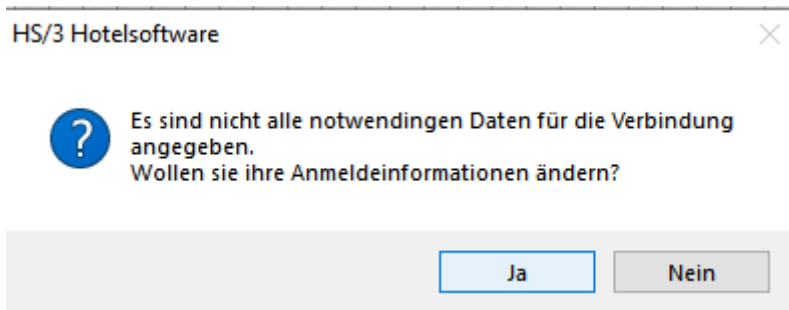 HS/3 Hotelsoftware
Es sind nicht alle notwendingen Daten für die Verbindung
angegeben.
Wollen sie ihre Anmeldeinformationen ändern?
Ja
Nein